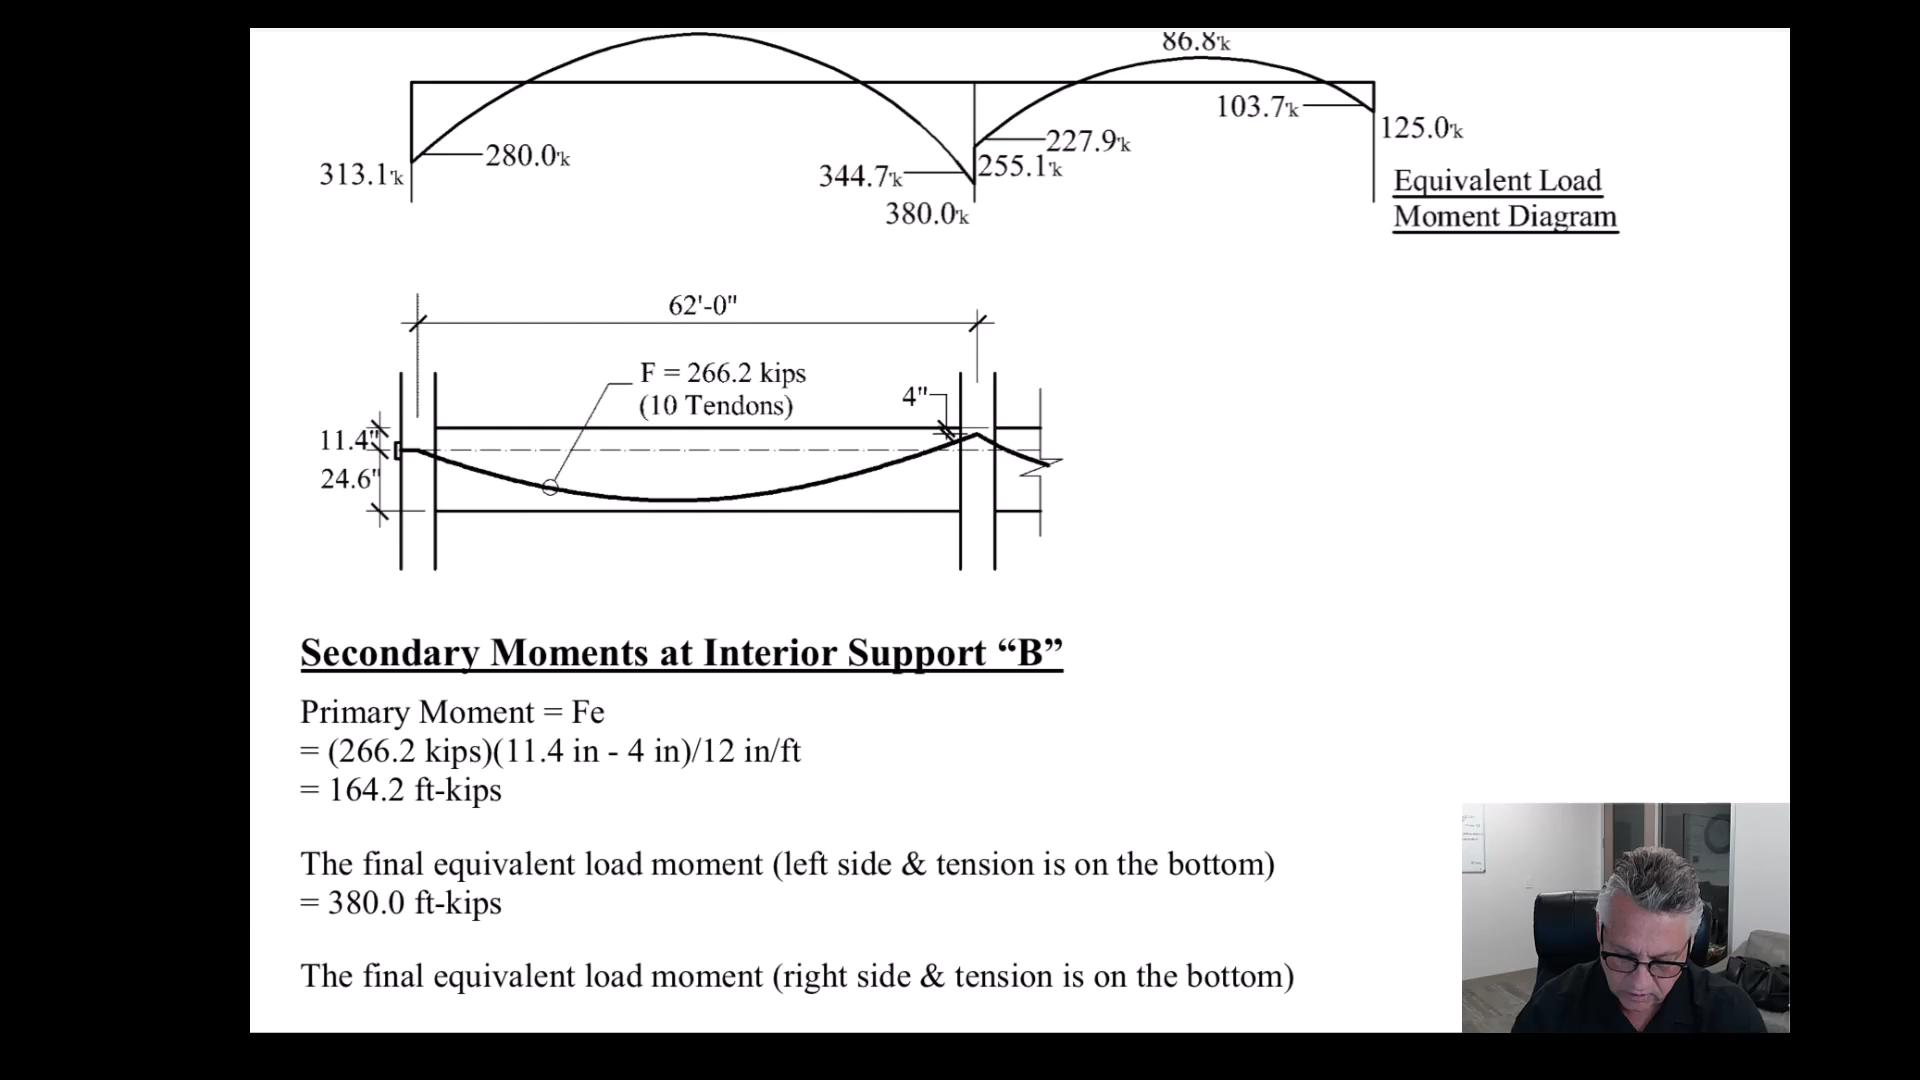 86.8'k
103.7'k
125.0'k
227.9'k
280.0'k
255.1'k
313.1'k
344.7'k
380.0'k
Equivalent Load
Moment Diagram
62'-0"
F = 266.2 kips
(10 Tendons)
4"
11.4"
24.6"
Secondary Moments at Interior Support “B”
Primary Moment = Fe
= (266.2 kips)(11.4 in - 4 in)/12 in/ft
= 164.2 ft-kips
The final equivalent load moment (left side & tension is on the bottom)
= 380.0 ft-kips
The final equivalent load moment (right side & tension is on the bottom)